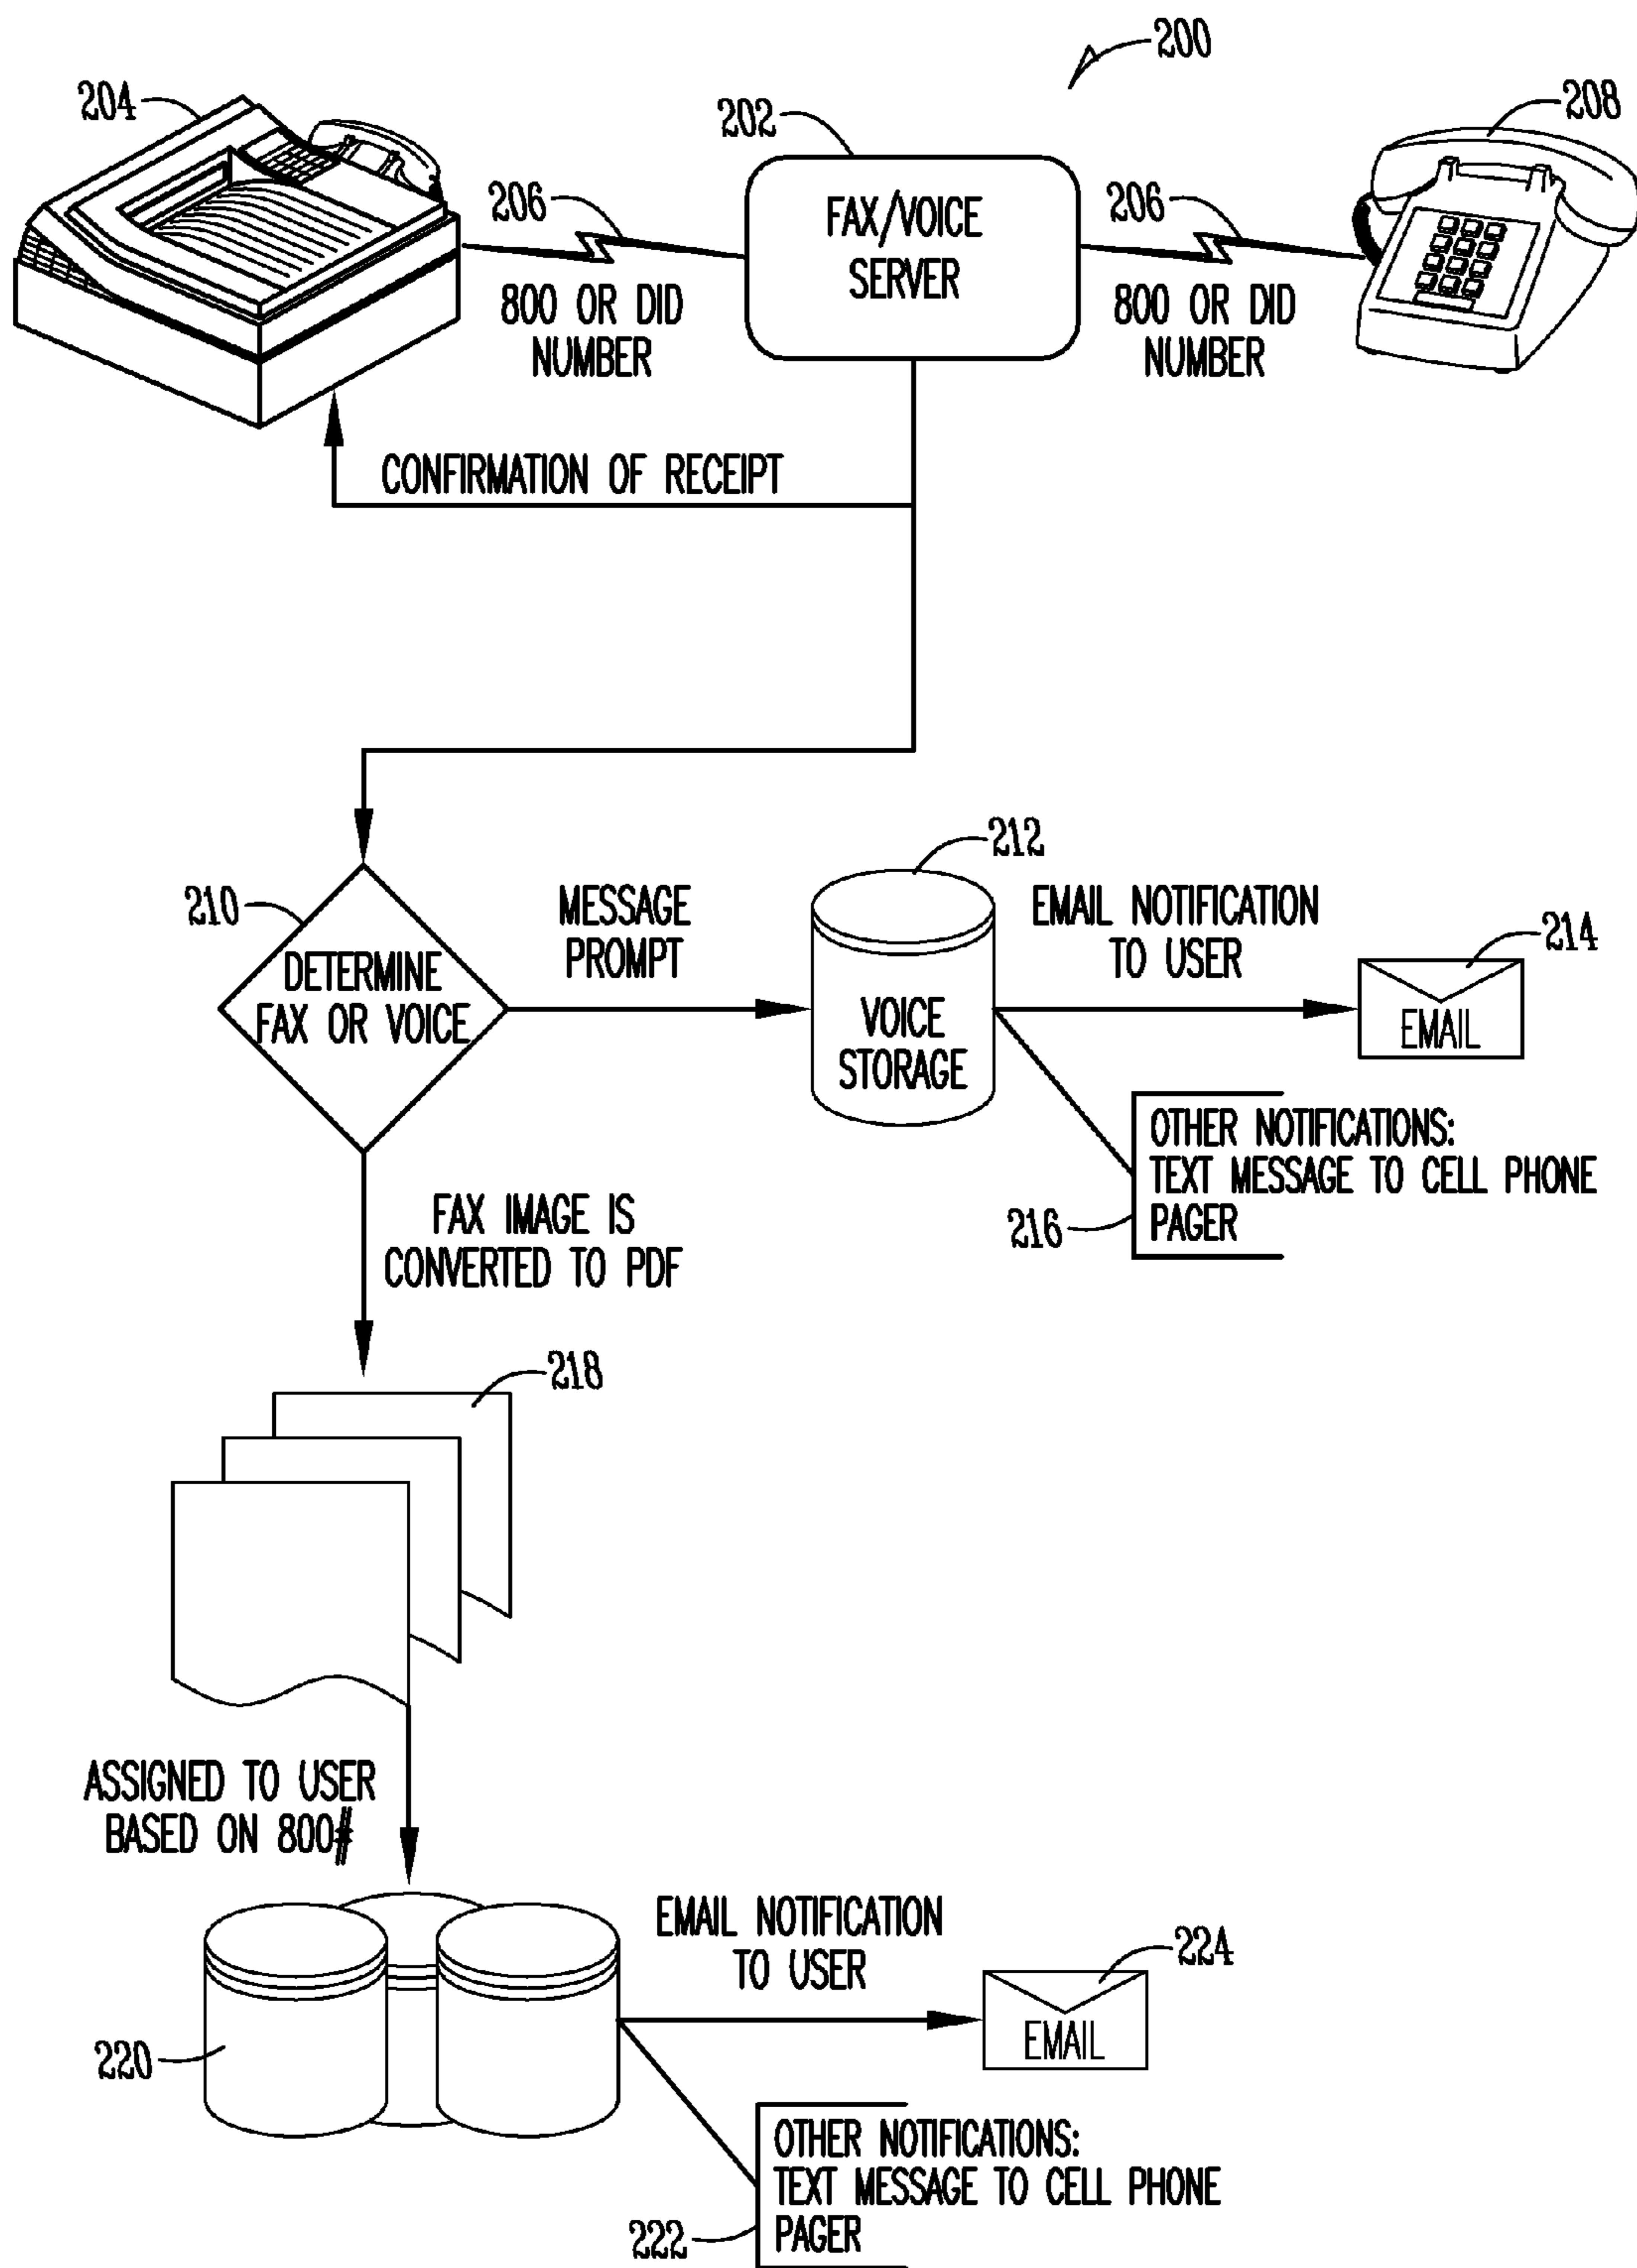 200
204
202
208
206
FAX/VOICE
SERVER
206
800 OR DID
NUMBER
800 OR DID
NUMBER
CONFIRMATION OF RECEIPT
212
210
MESSAGE
PROMPT
EMAIL NOTIFICATION
TO USER
214
DETERMINE
FAX OR VOICE
VOICE
STORAGE
EMAIL
OTHER NOTIFICATIONS:
TEXT MESSAGE TO CELL PHONE
PAGER
216
FAX IMAGE IS
CONVERTED TO PDF
218
ASSIGNED TO USER
BASED ON 800#
EMAIL NOTIFICATION
TO USER
224
EMAIL
220
OTHER NOTIFICATIONS:
TEXT MESSAGE TO CELL PHONE
PAGER
222